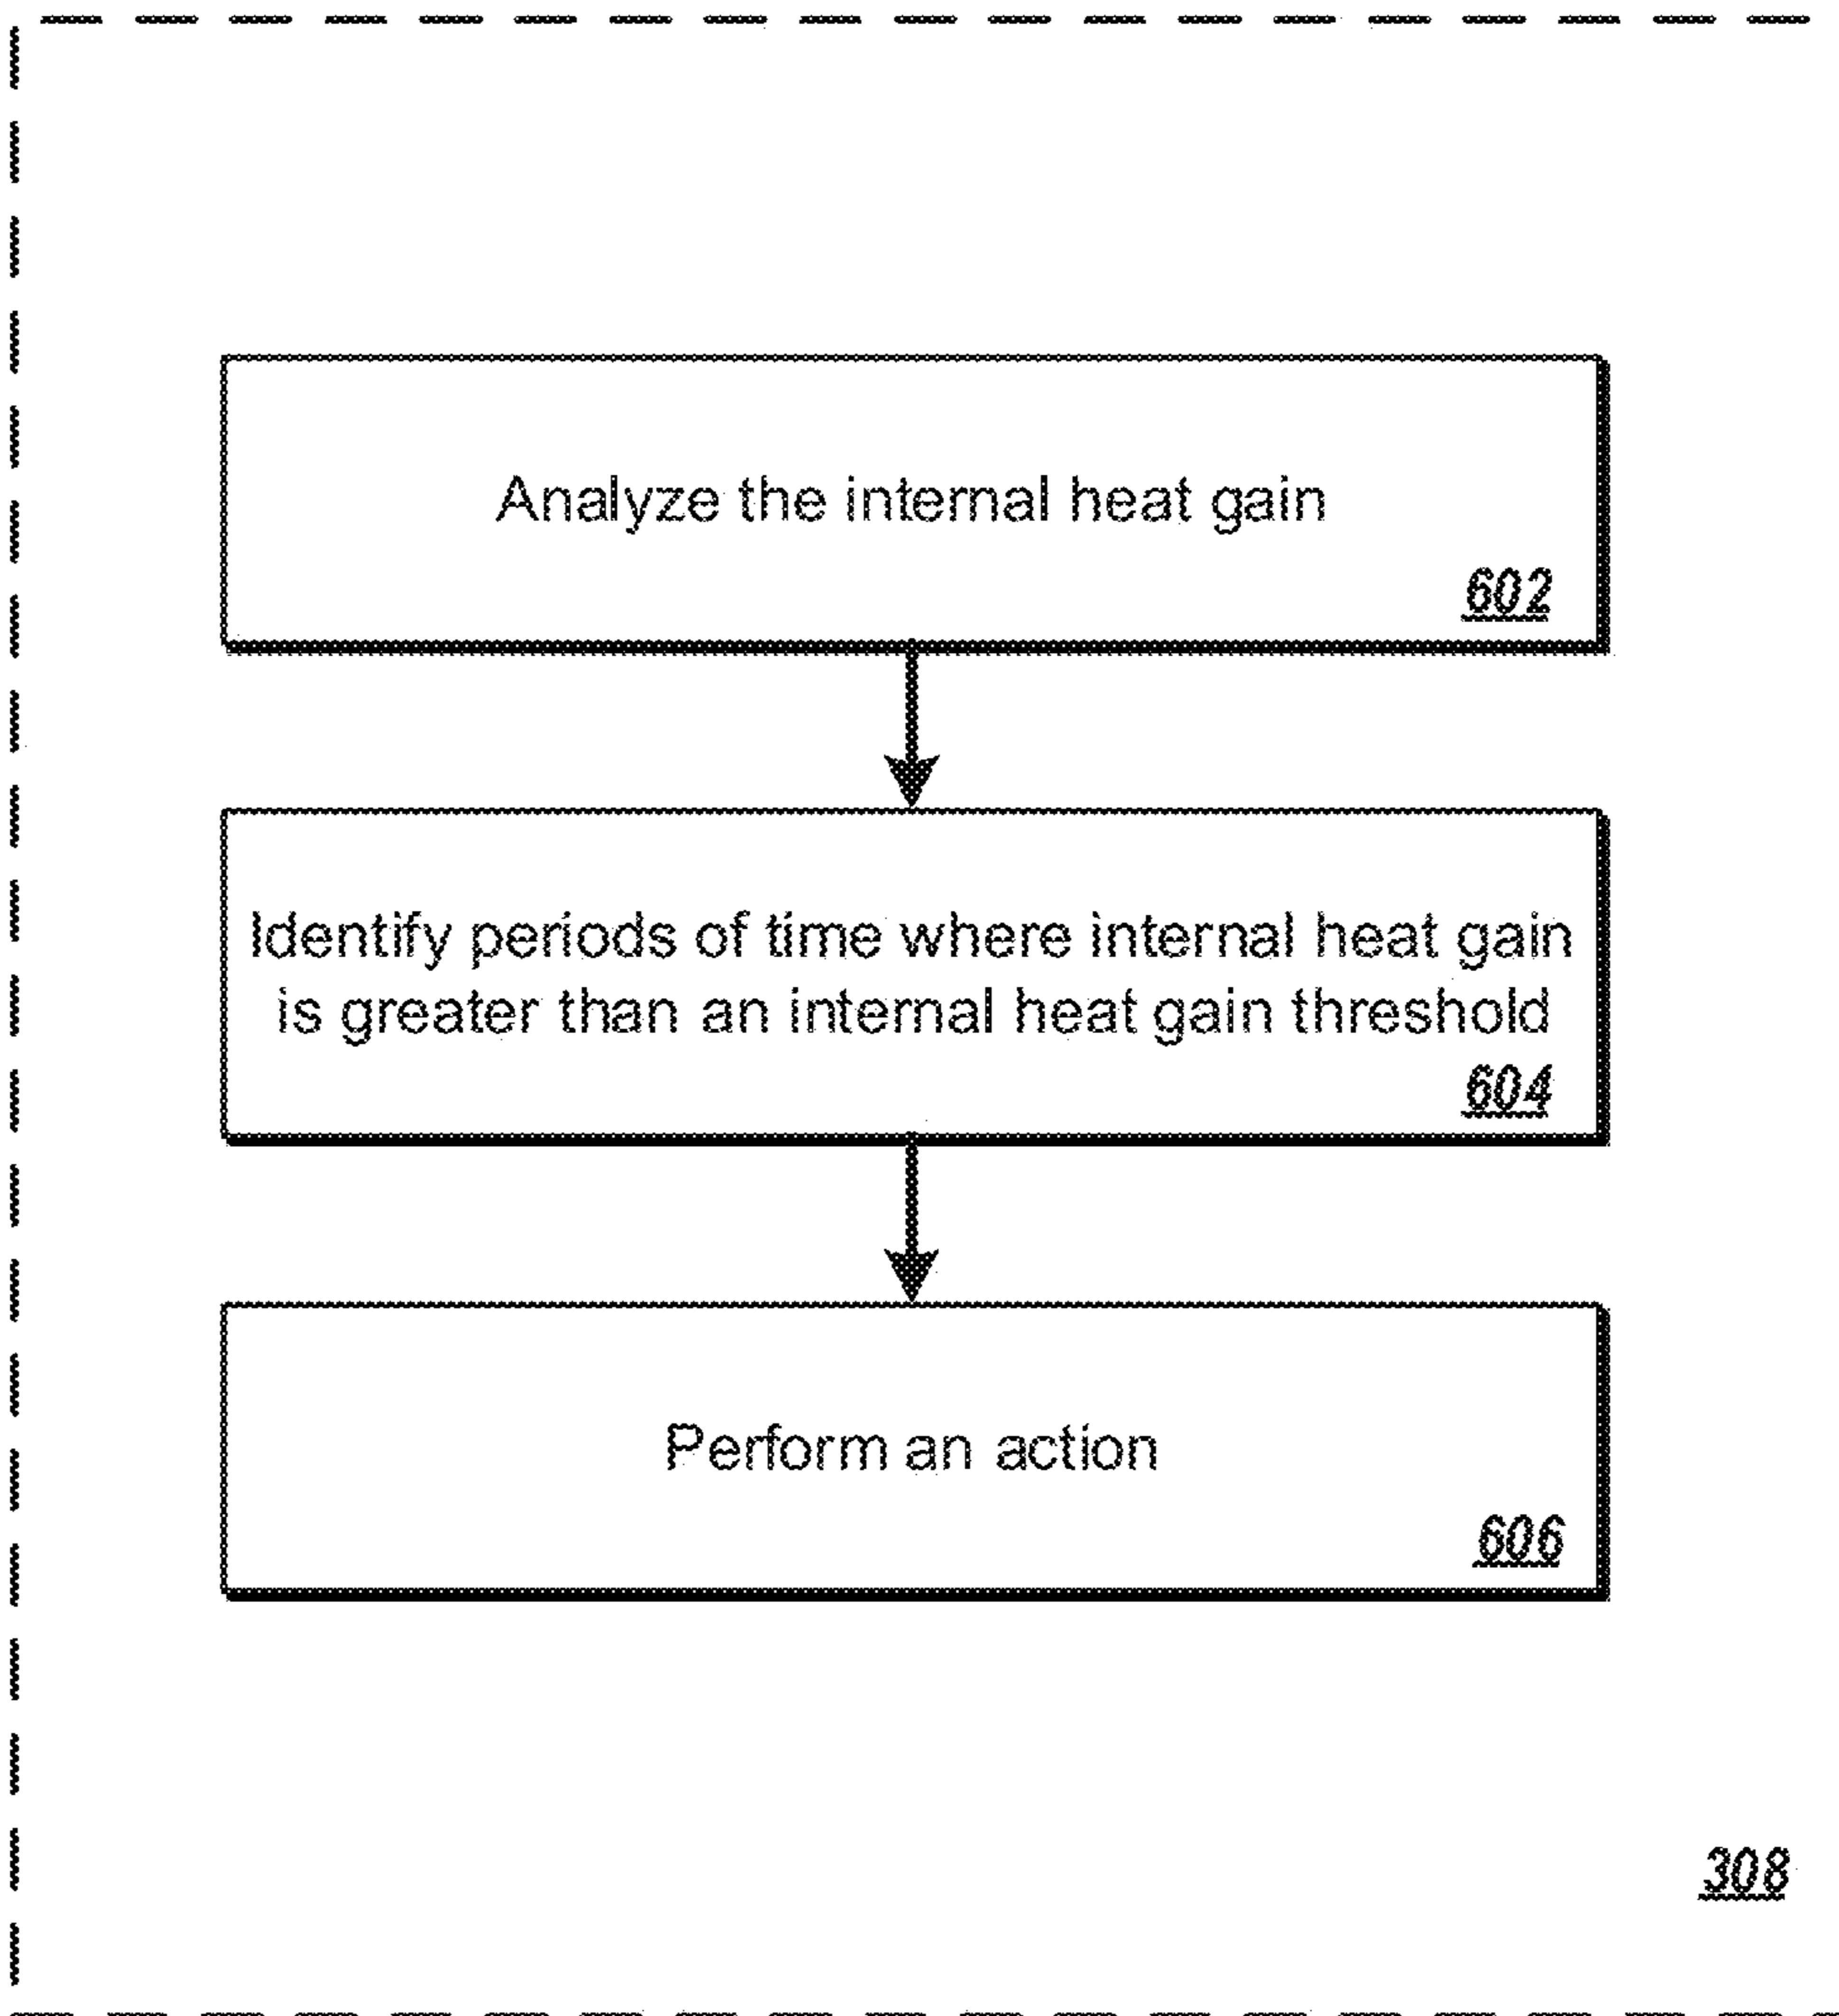 Analyze the internal heat gain
602
Identify periods of time where internal heat gain
is greater than an internal heat gain threshold
604
Perform an action
606
308